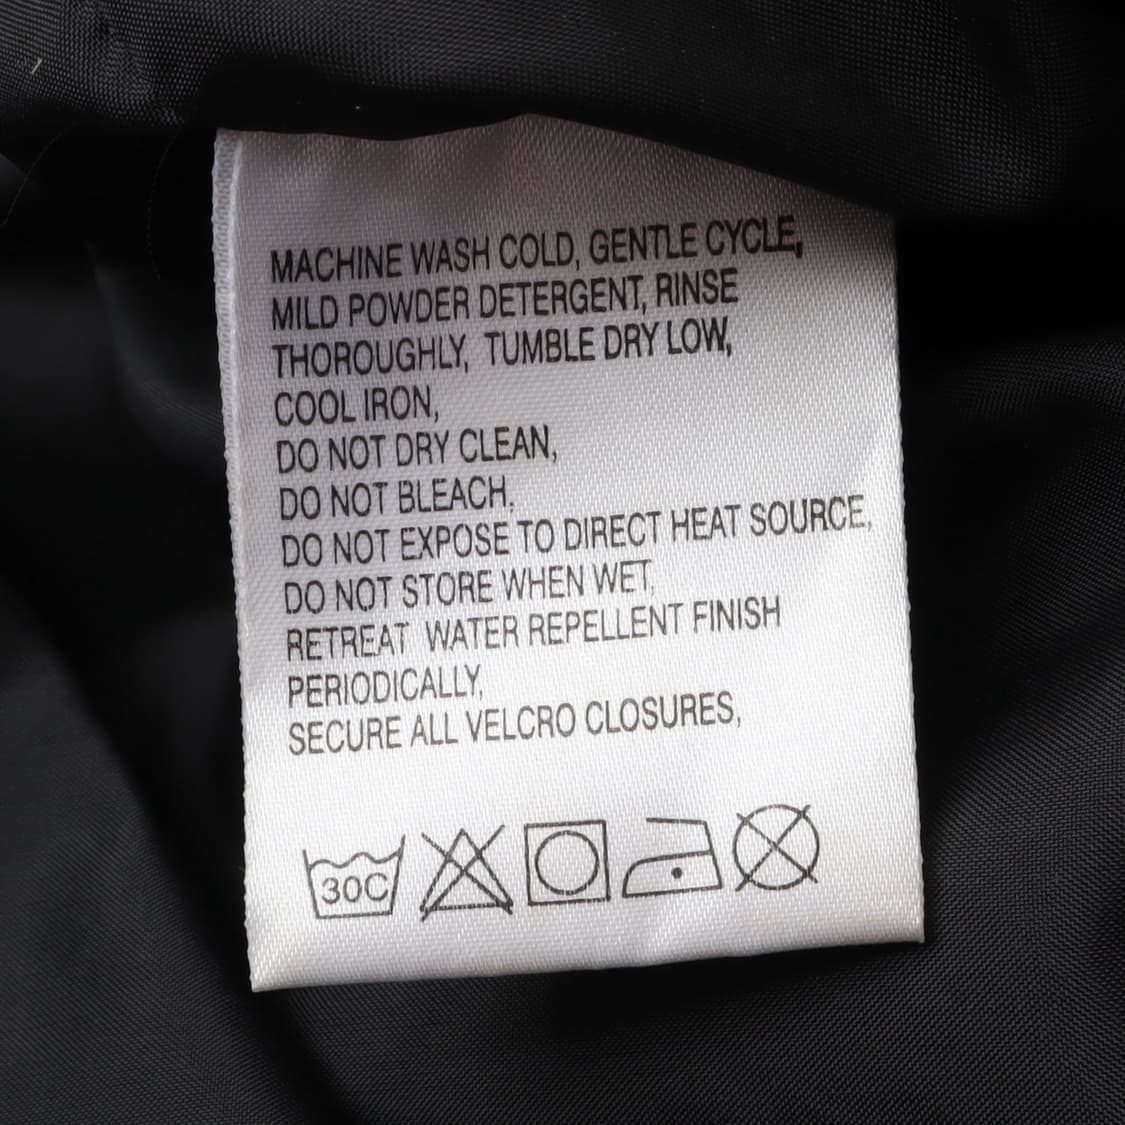 MACHINE WASH COLD, GENTLE CYCLE,
MILD POWDER DETERGENT, RINSE
THOROUGHLY, TUMBLE DRY LOW,
COOL IRON,
DO NOT DRY CLEAN,
DO NOT BLEACH,
DO NOT EXPOSE TO DIRECT HEAT SOURCE,
DO NOT STORE WHEN WET,
RETREAT WATER REPELLENT FINISH
PERIODICALLY,
SECURE ALL VELCRO CLOSURES,
30C